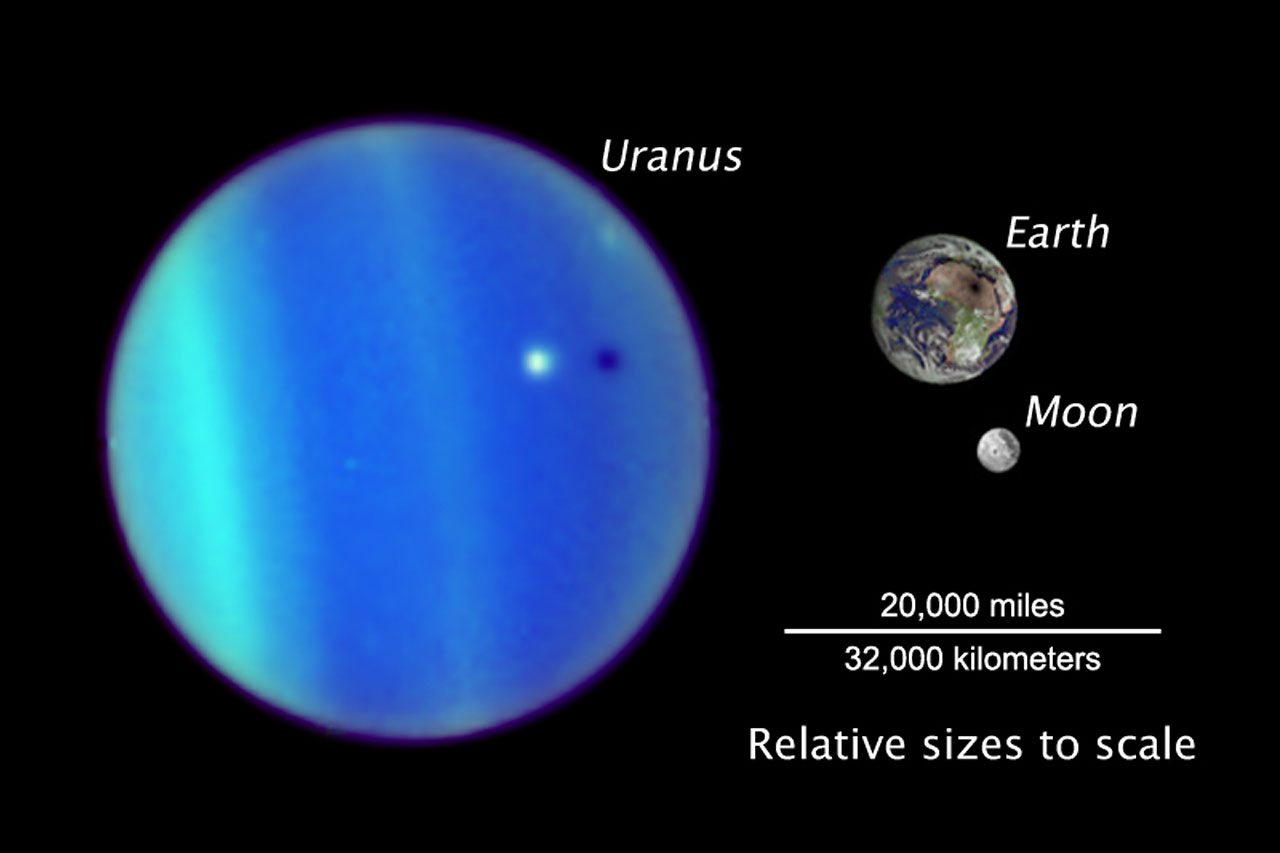 Uranus
Earth
Moon
20,000 miles
32,000 kilometers
Relative sizes to scale